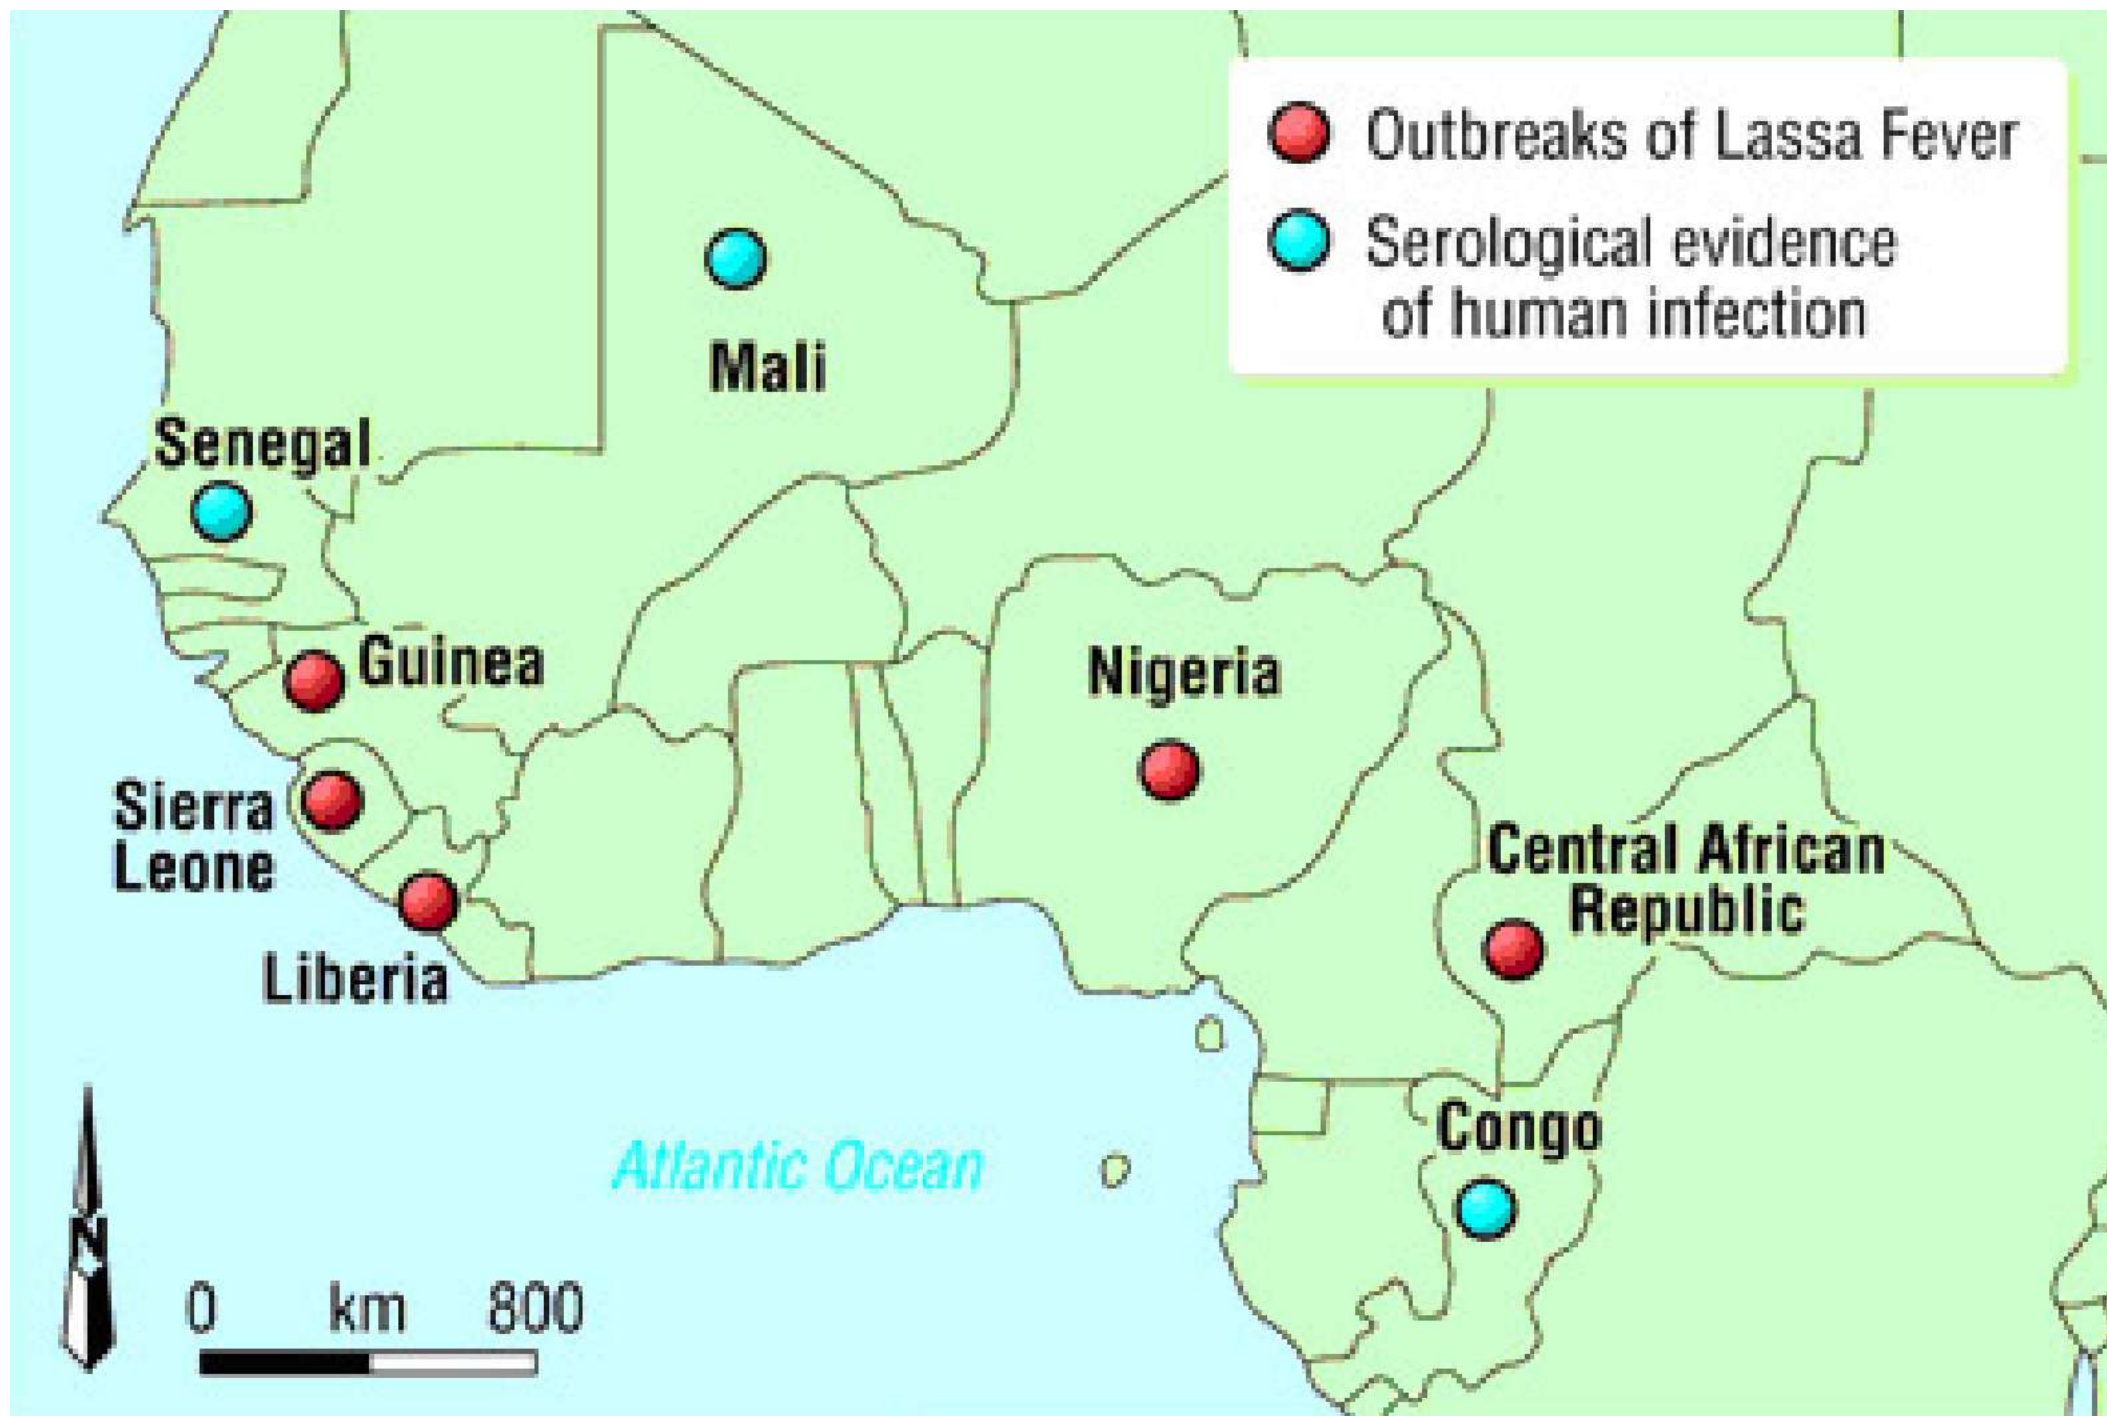 Outbreaks of Lassa Fever
Serological evidence
of human infection
Mali
Senegal
Guinea
Nigeria
Sierra
Leone
Central African
Republic
Liberia
Congo
Atlantic Ocean
N
0 km 800